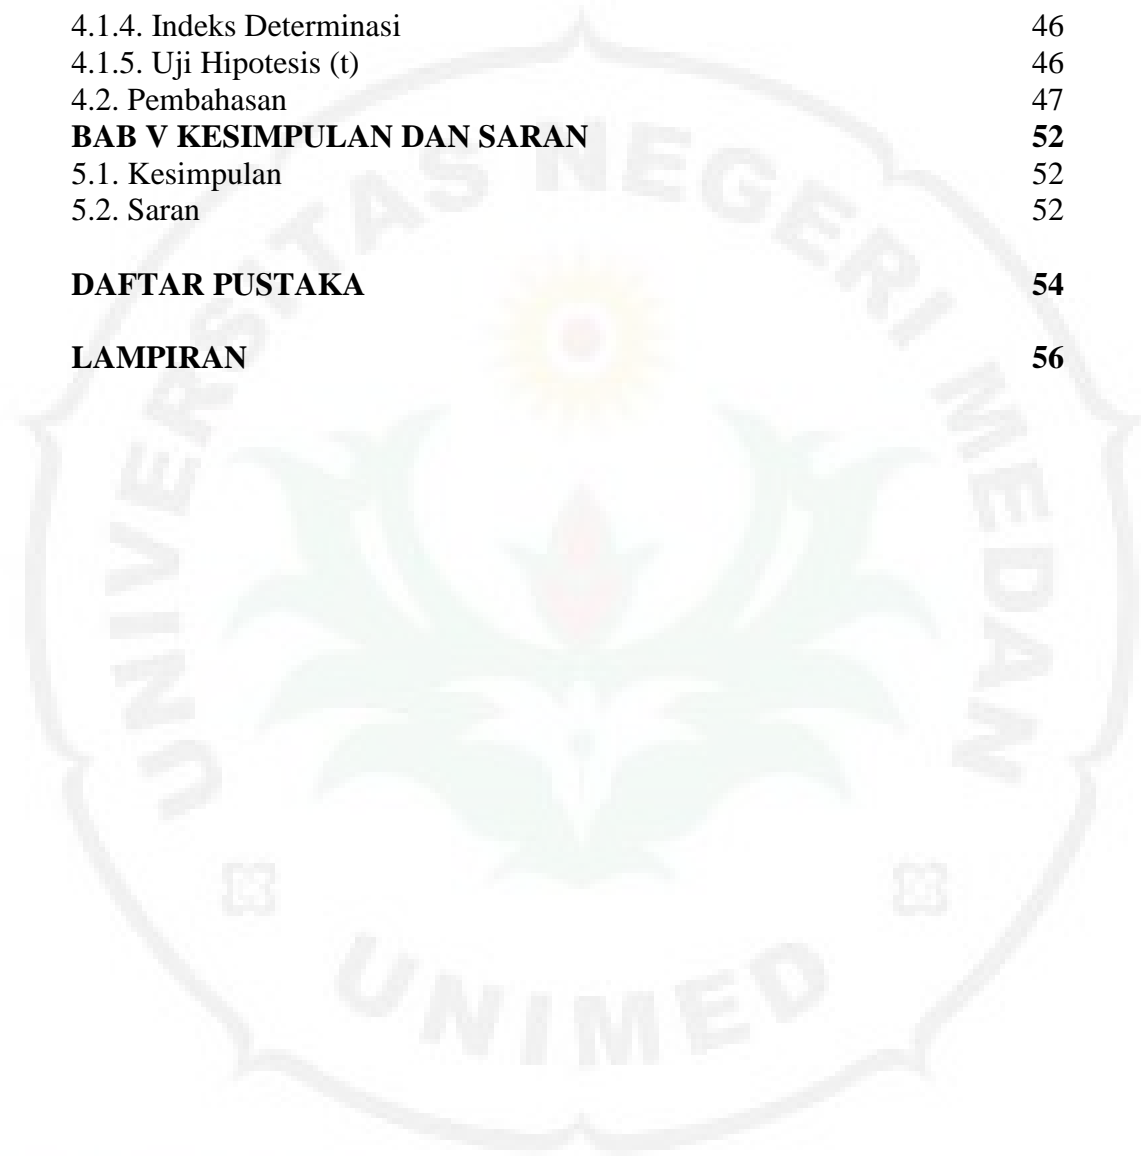 4.1.4. Indeks Determinasi 46
4.1.5. Uji Hipotesis (t) 46
4.2. Pembahasan 47
BAB V KESIMPULAN DAN SARAN 52
5.1. Kesimpulan 52
5.2. Saran 52
DAFTAR PUSTAKA 54
LAMPIRAN 56
UNIVERSITAS NEGERI MEDAN
UNIMED